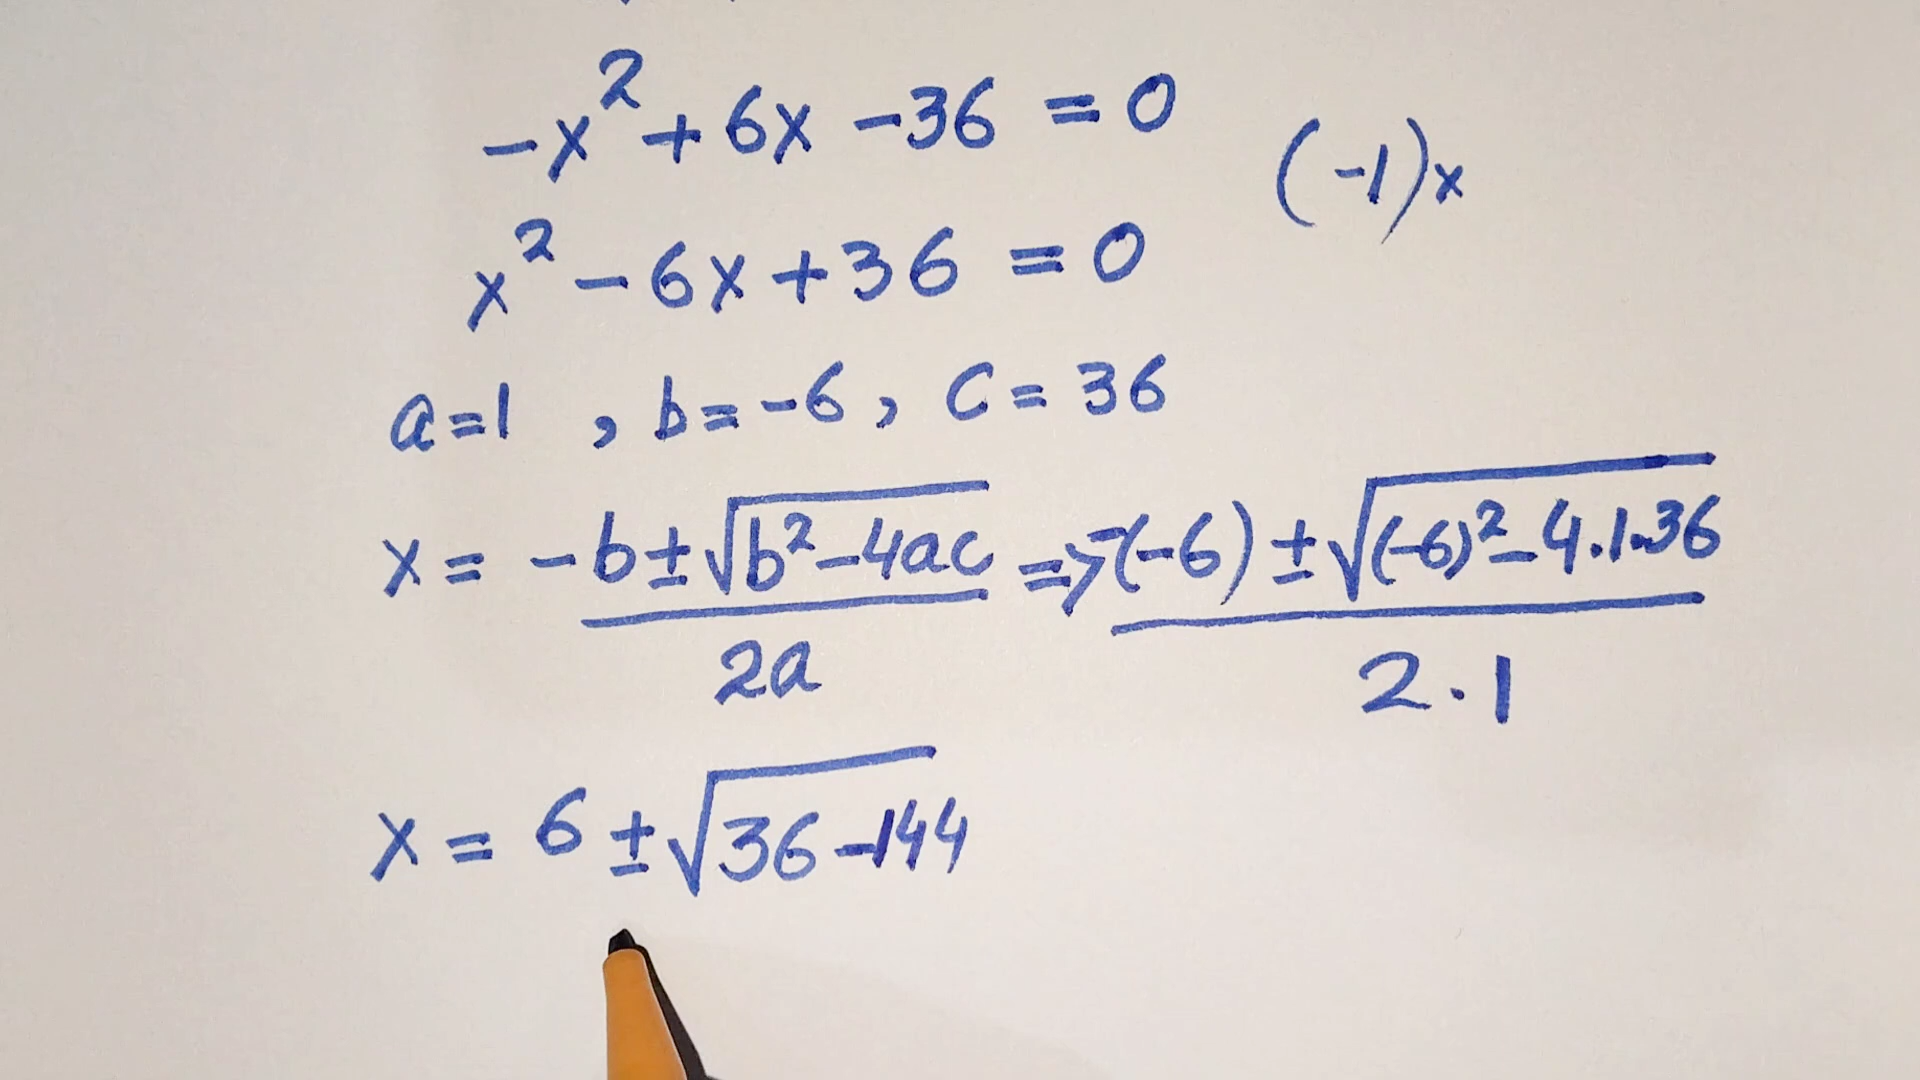 -x²+6x-36=0
(-1)x
x²-6x+36=0
a=1, b=-6, C=36
x= -b±√b²-4ac / 2a => -(-6)±√(-6)²-4.1.36 / 2.1
x=6±√36-144